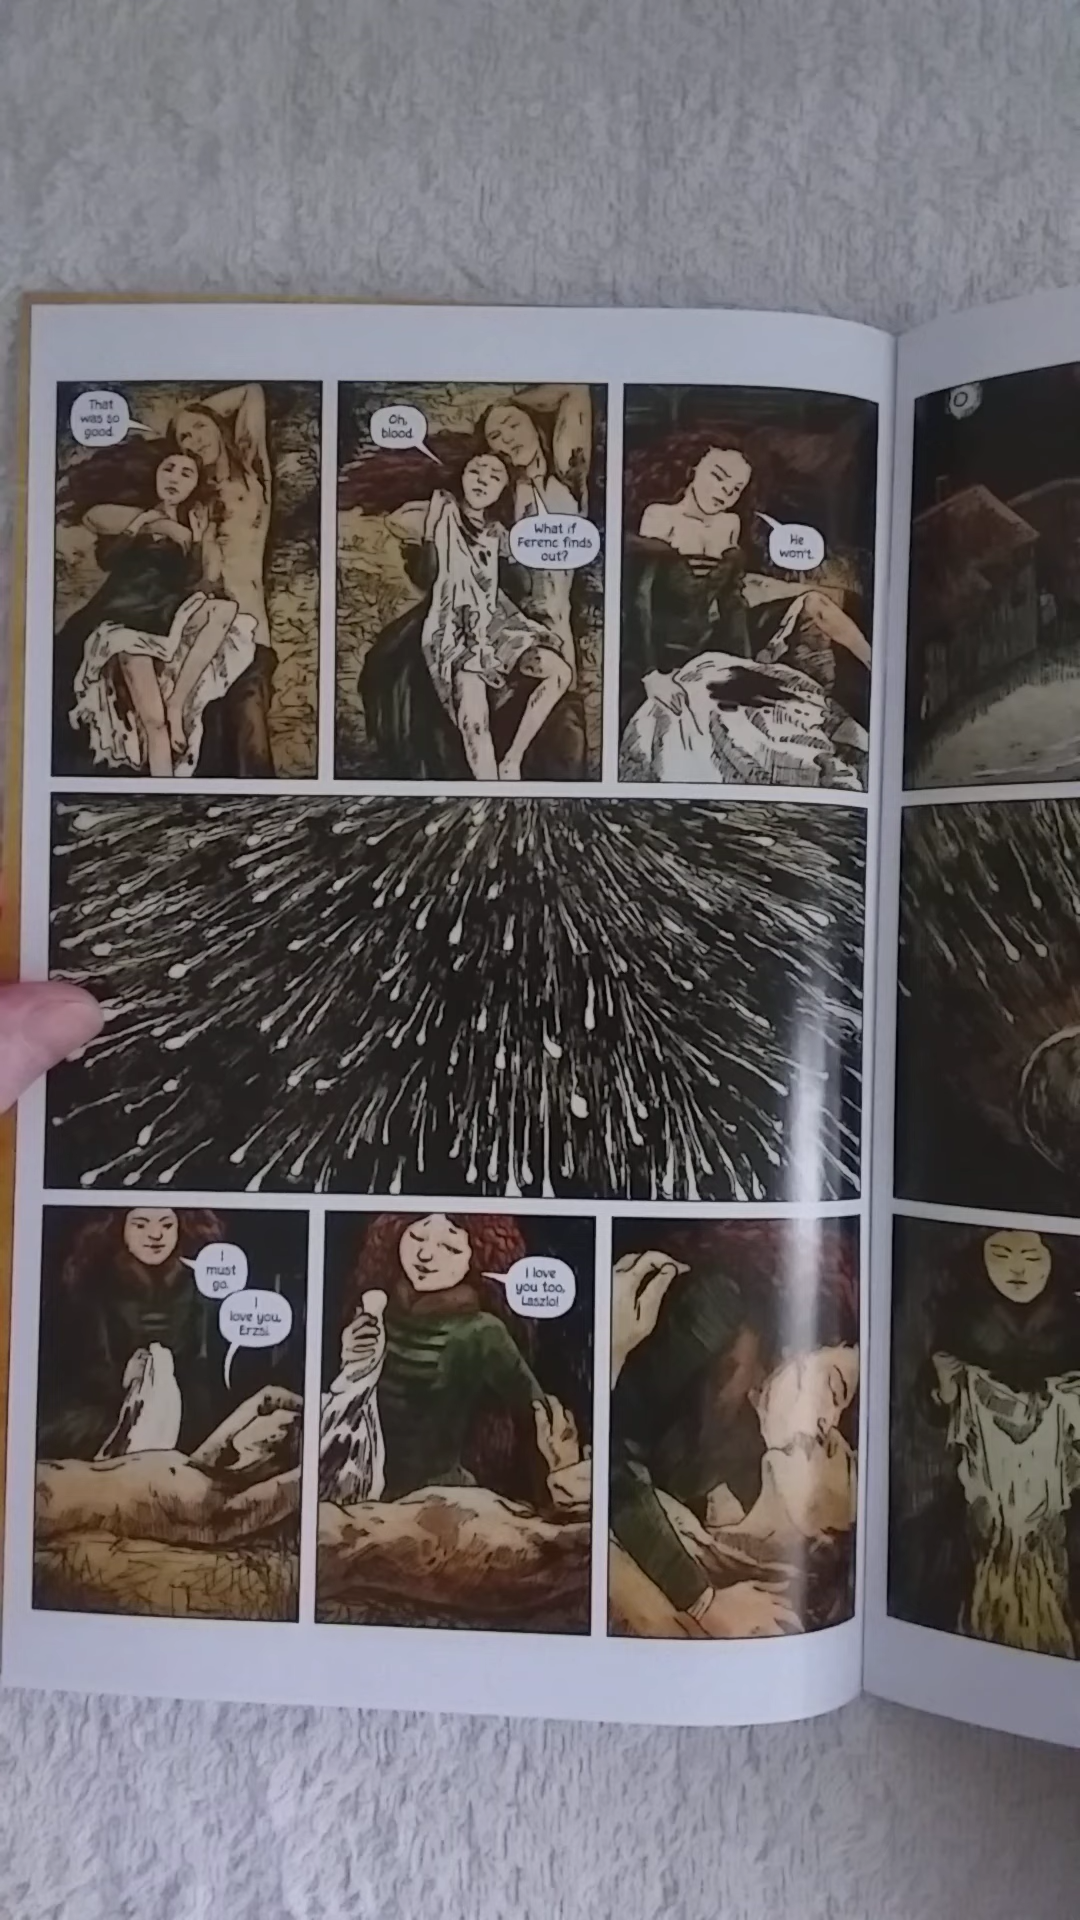 That
was so
good.
Oh,
blood.
What if
Ferenc finds
out?
He
won't.
I
must
go.
I
love you,
Erzsi.
I love
you too,
Laszlo!